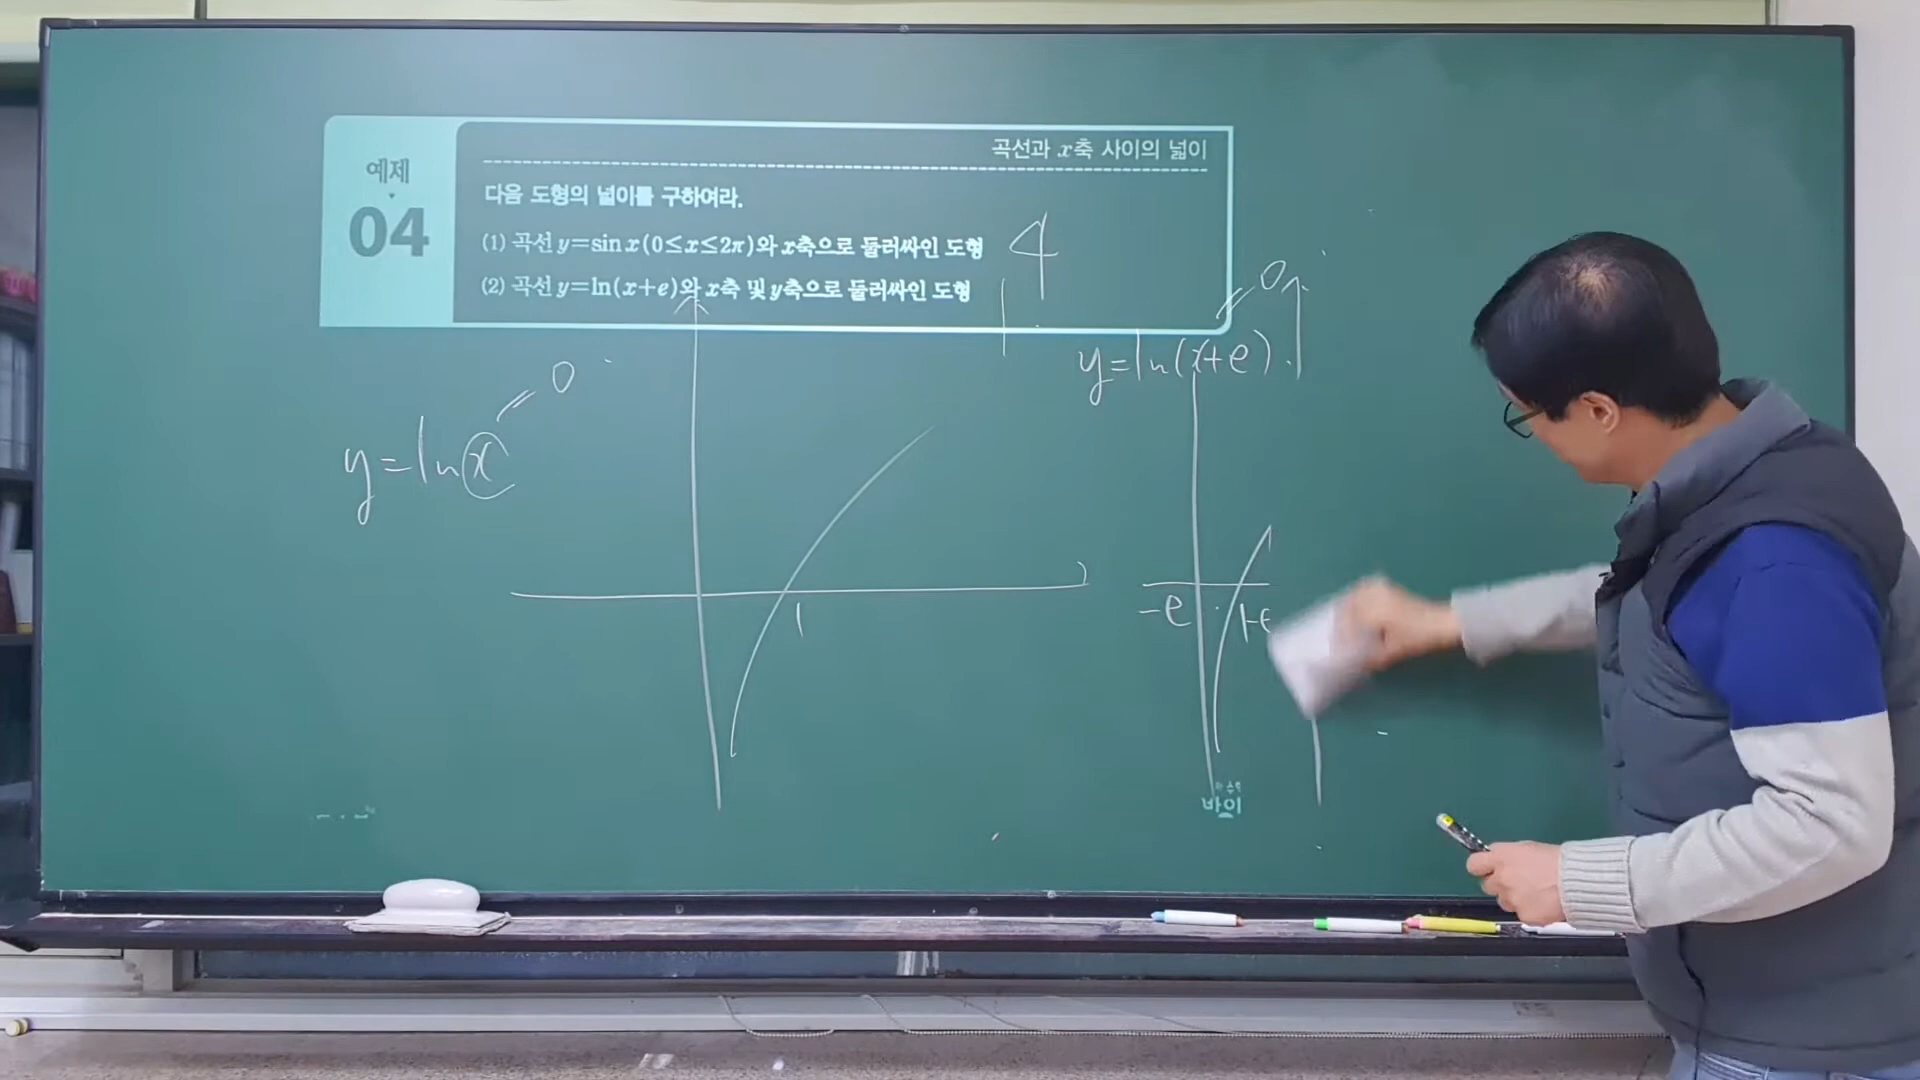 예제
04
곡선과 x축 사이의 넓이
다음 도형의 넓이를 구하여라.
(1) 곡선 y=sin x(0≤x≤2π)와 x축으로 둘러싸인 도형
4
(2) 곡선 y=ln(x+e)와 x축 및 y축으로 둘러싸인 도형
0
y=ln(x+e)
0
y=ln x
1
-e
1-e